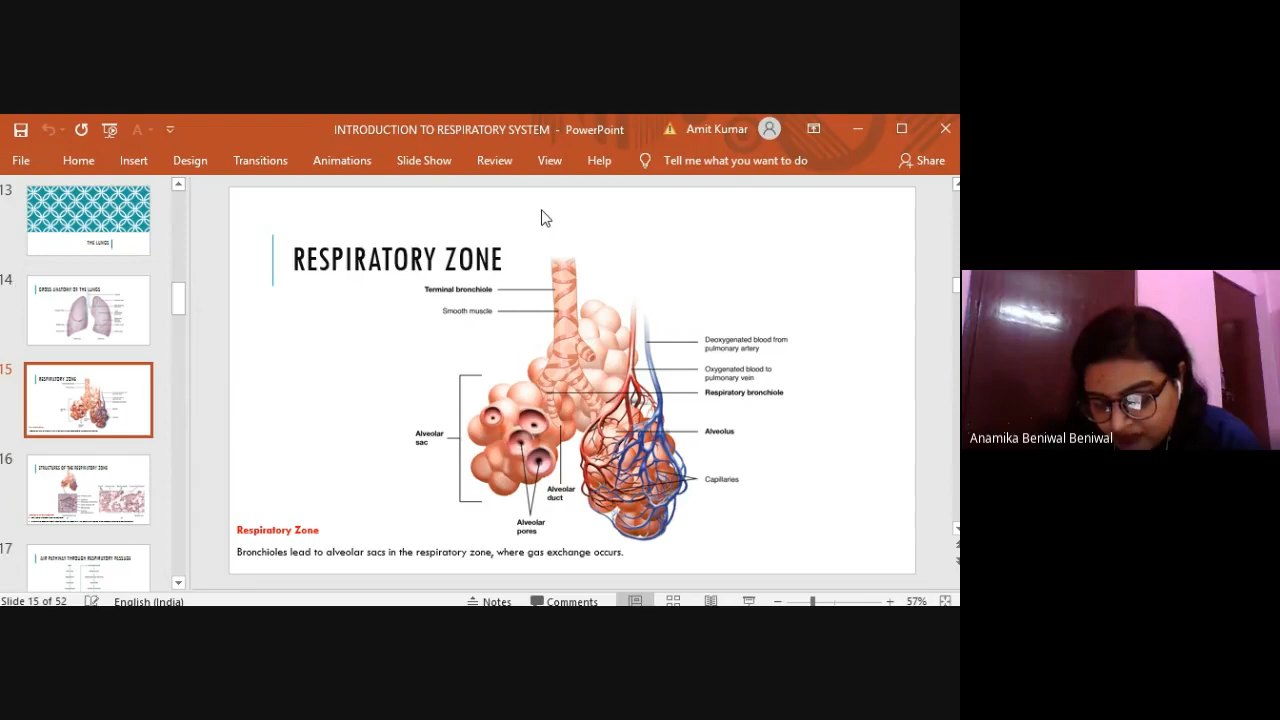 INTRODUCTION TO RESPIRATORY SYSTEM - PowerPoint
Amit Kumar
File Home Insert Design Transitions Animations Slide Show Review View Help Tell me what you want to do Share
13
THE LUNGS
14
GROSS ANATOMY OF THE LUNGS
15
RESPIRATORY ZONE
16
STRUCTURES OF THE RESPIRATORY ZONE
17
AIR PATHWAY THROUGH RESPIRATORY PASSAGE
RESPIRATORY ZONE
Terminal bronchiole
Smooth muscle
Deoxygenated blood from
pulmonary artery
Oxygenated blood to
pulmonary vein
Respiratory bronchiole
Alveolar
sac
Alveolus
Capillaries
Alveolar
duct
Alveolar
pores
Respiratory Zone
Bronchioles lead to alveolar sacs in the respiratory zone, where gas exchange occurs.
Slide 15 of 52 English (India) Notes Comments 57%
Anamika Beniwal Beniwal